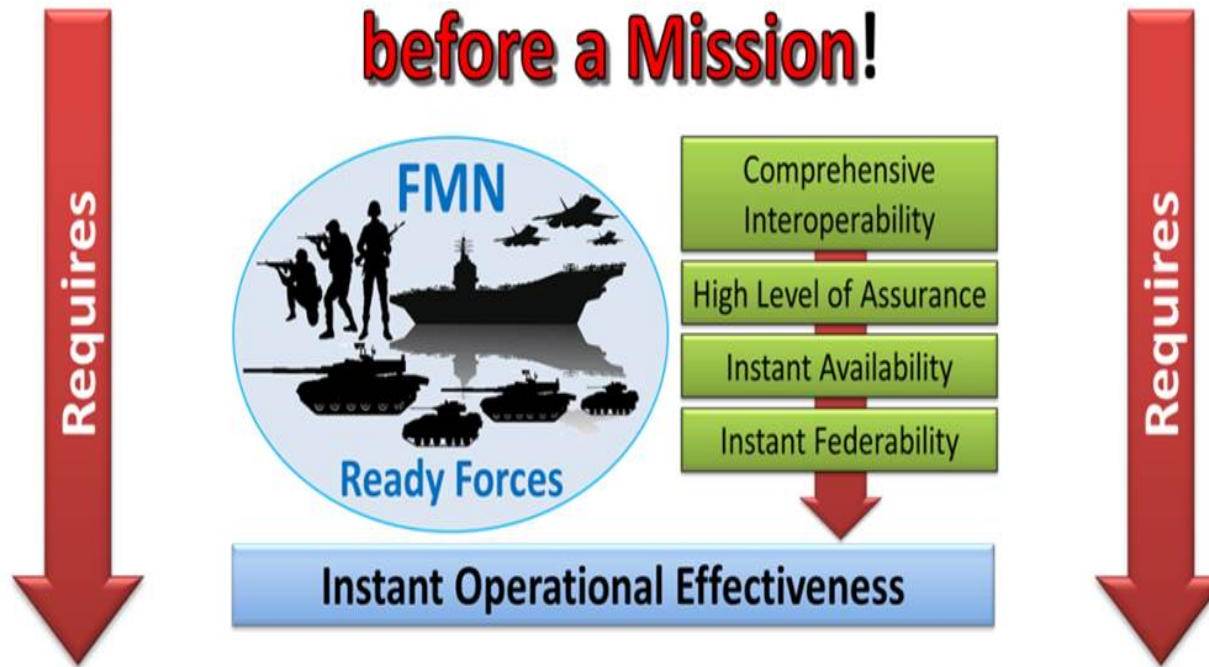 before a Mission!
Requires
FMN
Ready Forces
Comprehensive
Interoperability
High Level of Assurance
Instant Availability
Instant Federability
Requires
Instant Operational Effectiveness